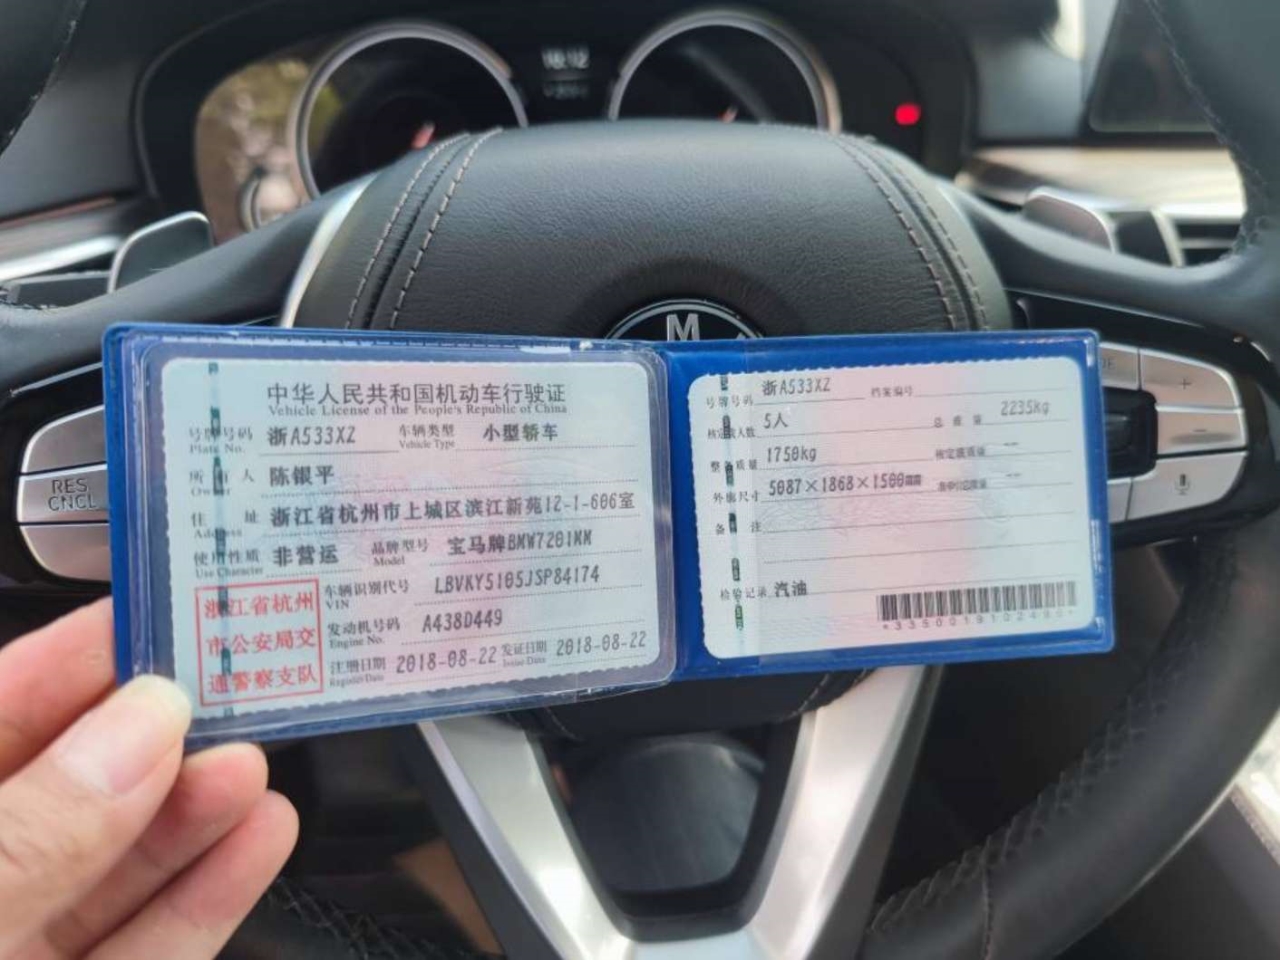 中华人民共和国机动车行驶证
Vehicle License of the People's Republic of China
号牌号码 浙A533XZ 车辆类型 小型轿车
Plate No. Vehicle Type
所有人 陈银平
Owner
住址 浙江省杭州市上城区滨江新苑12-1-606室
Address
使用性质 非营运 品牌型号 宝马牌BMW7201MM
Use Character Model
车辆识别代号 LBVKY5105JSP84174
VIN
发动机号码 A438D449
Engine No.
注册日期 2018-08-22 发证日期 2018-08-22
Register Date Issue Date
浙江省杭州
市公安局交
通警察支队
号牌号码 浙A533XZ 档案编号
核定载人数 5人 总质量 2235kg
整备质量 1750kg 核定载质量 --
外廓尺寸 5087×1868×1500mm --
备注
检验记录 汽油
M
RES
CNCL
+
-